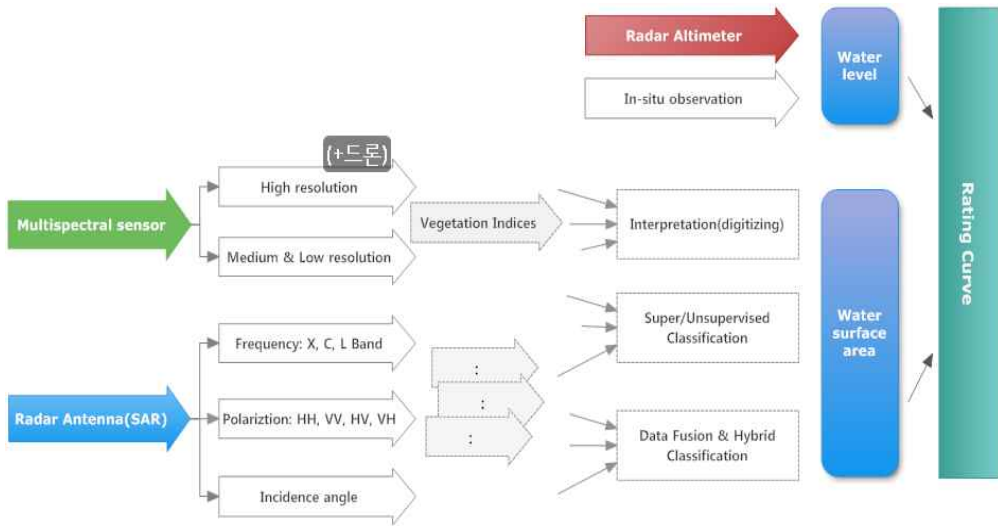 Radar Altimeter
In-situ observation
Water
level
(+드론)
High resolution
Multispectral sensor
Medium & Low resolution
Vegetation Indices
Interpretation(digitizing)
Frequency: X, C, L Band
:
Super/Unsupervised
Classification
Water
surface
area
Radar Antenna(SAR)
Polariztion: HH, VV, HV, VH
:
:
Data Fusion & Hybrid
Classification
Incidence angle
Rating Curve